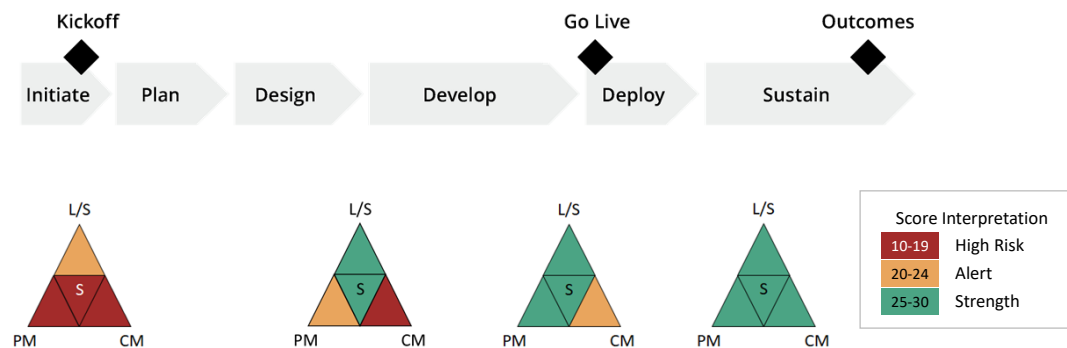 Kickoff
Go Live
Outcomes
Initiate
Plan
Design
Develop
Deploy
Sustain
L/S
S
PM
CM
L/S
S
PM
CM
L/S
S
PM
CM
L/S
S
PM
CM
Score Interpretation
10-19 High Risk
20-24 Alert
25-30 Strength